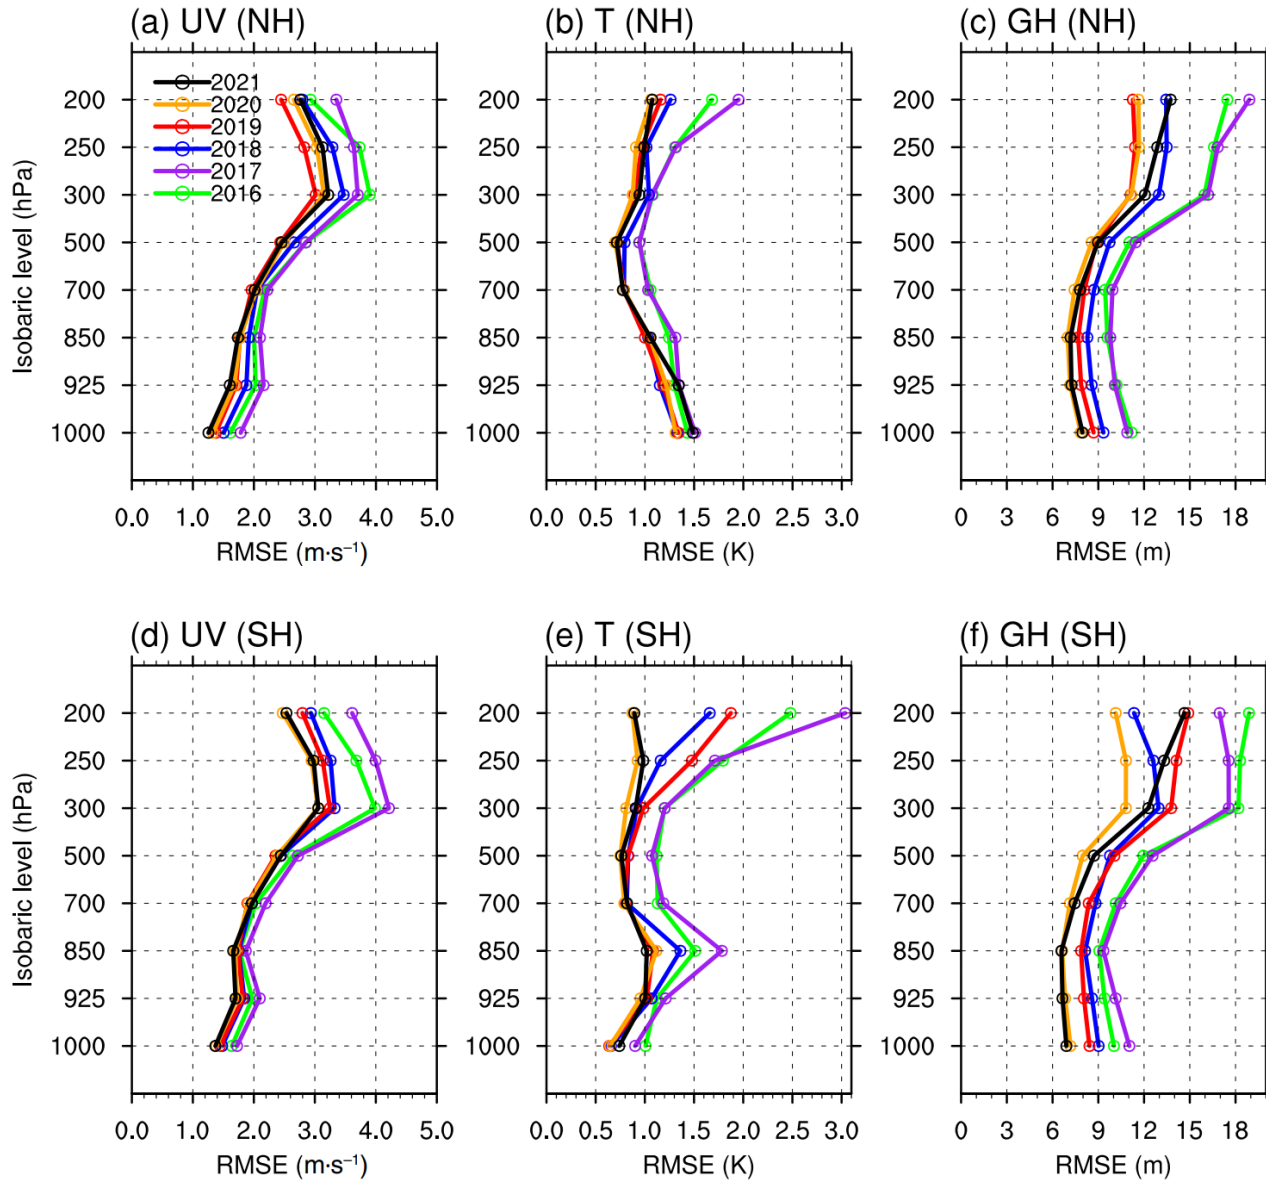 (a) UV (NH)
(b) T (NH)
(c) GH (NH)
Isobaric level (hPa)
200
250
300
500
700
850
925
1000
2021
2020
2019
2018
2017
2016
200
250
300
500
700
850
925
1000
200
250
300
500
700
850
925
1000
0.0 1.0 2.0 3.0 4.0 5.0
RMSE (m·s⁻¹)
0.0 0.5 1.0 1.5 2.0 2.5 3.0
RMSE (K)
0 3 6 9 12 15 18
RMSE (m)
(d) UV (SH)
(e) T (SH)
(f) GH (SH)
Isobaric level (hPa)
200
250
300
500
700
850
925
1000
200
250
300
500
700
850
925
1000
200
250
300
500
700
850
925
1000
0.0 1.0 2.0 3.0 4.0 5.0
RMSE (m·s⁻¹)
0.0 0.5 1.0 1.5 2.0 2.5 3.0
RMSE (K)
0 3 6 9 12 15 18
RMSE (m)